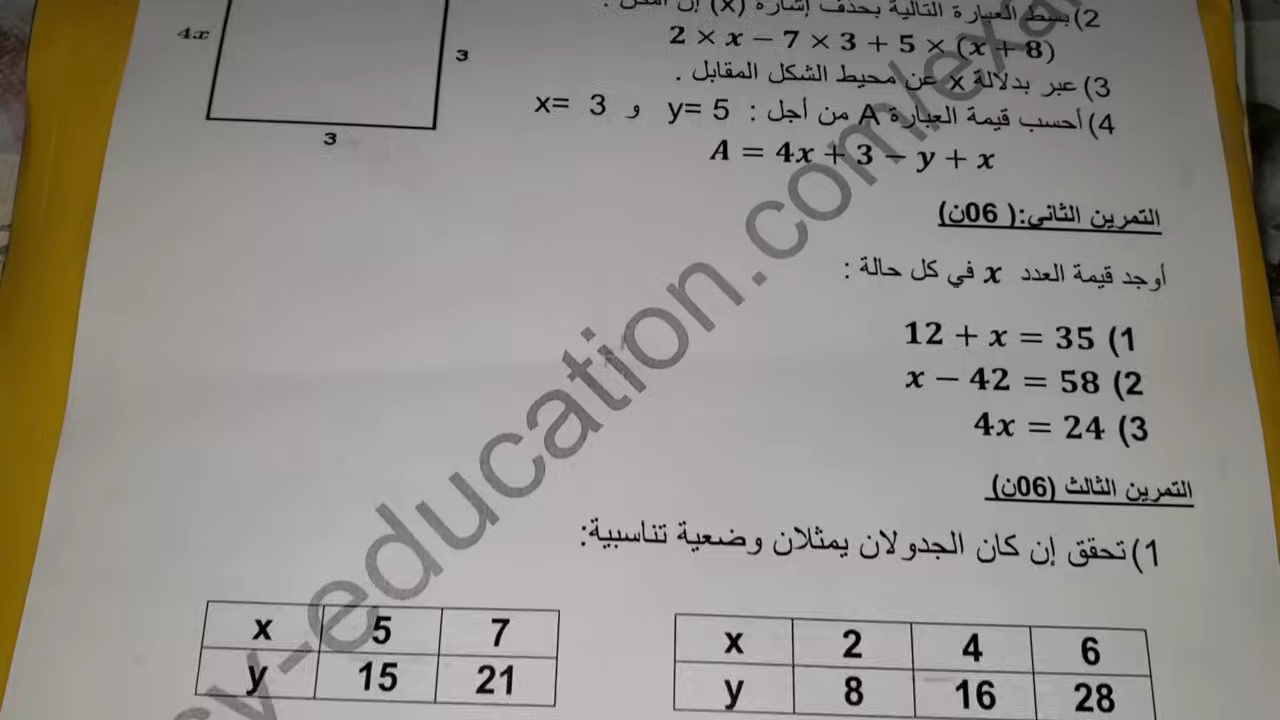 2) بسط العبارة التالية بحذف إشارة (x) إن أمكن :
2 × x − 7 × 3 + 5 × (x + 8)
3) عبر بدلالة x عن محيط الشكل المقابل .
4x
3
3
4) أحسب قيمة العبارة A من أجل : y= 5 و x= 3
A = 4x + 3 − y + x
التمرين الثاني:( 06ن)
أوجد قيمة العدد x في كل حالة :
12 + x = 35 (1
x − 42 = 58 (2
4x = 24 (3
التمرين الثالث (06ن)
1) تحقق إن كان الجدولان يمثلان وضعية تناسبية:
x 2 4 6
y 8 16 28
x 5 7
y 15 21
y-education.com/exa